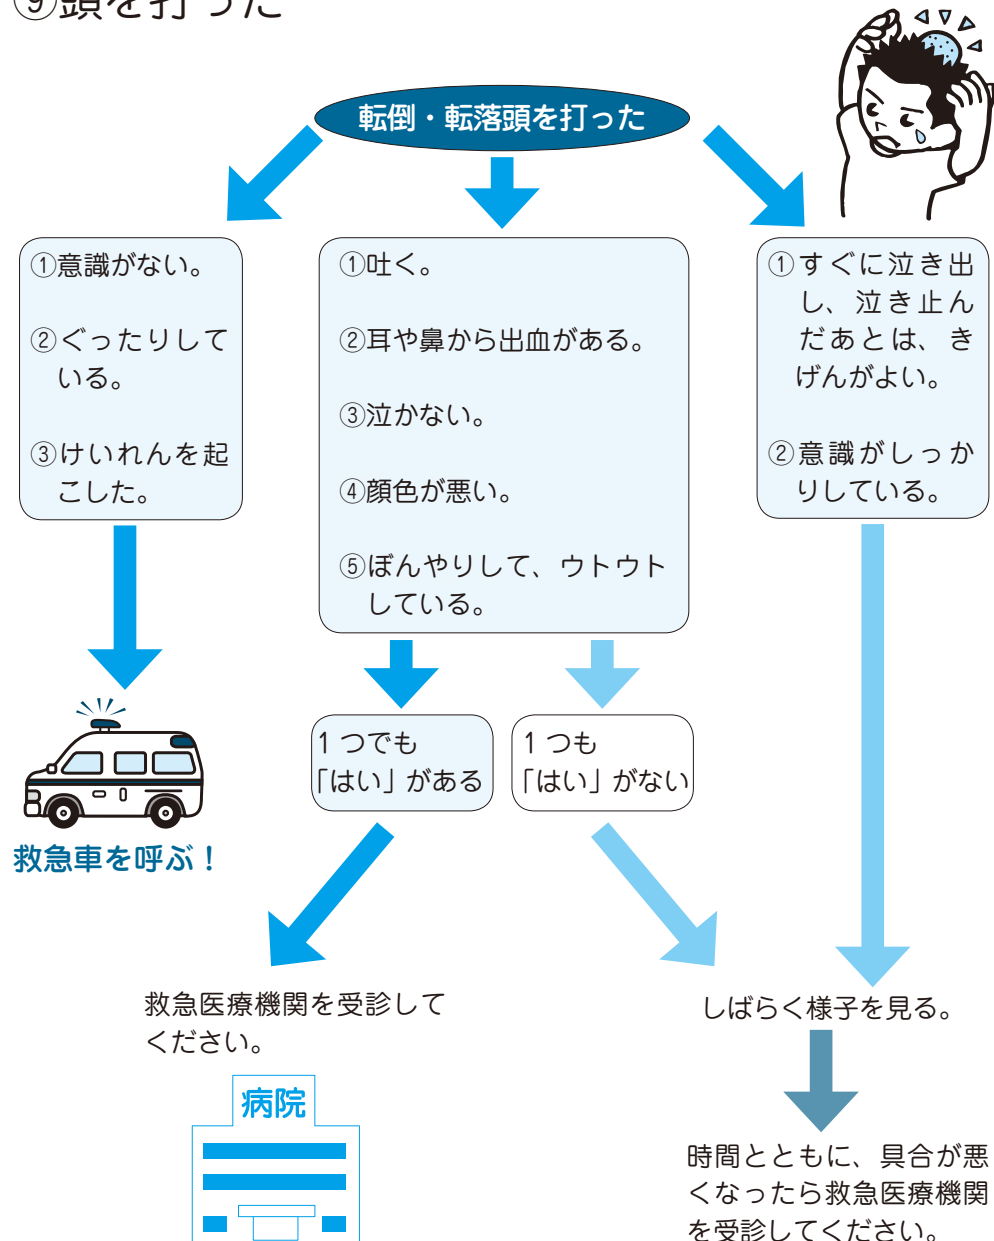 ⑨頭を打った
転倒・転落頭を打った
①意識がない。
②ぐったりして
いる。
③けいれんを起
こした。
①吐く。
②耳や鼻から出血がある。
③泣かない。
④顔色が悪い。
⑤ぼんやりして、ウトウト
している。
①すぐに泣き出
し、泣き止ん
だあとは、き
げんがよい。
②意識がしっか
りしている。
1つでも
「はい」がある
1つも
「はい」がない
救急車を呼ぶ！
救急医療機関を受診して
ください。
病院
しばらく様子を見る。
時間とともに、具合が悪
くなったら救急医療機関
を受診してください。